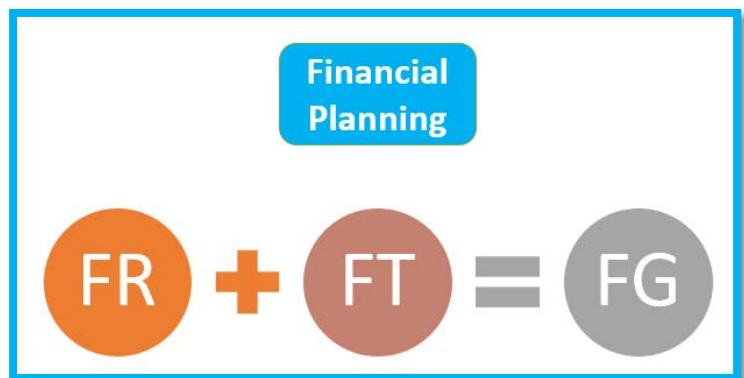 Financial
Planning
FR + FT = FG